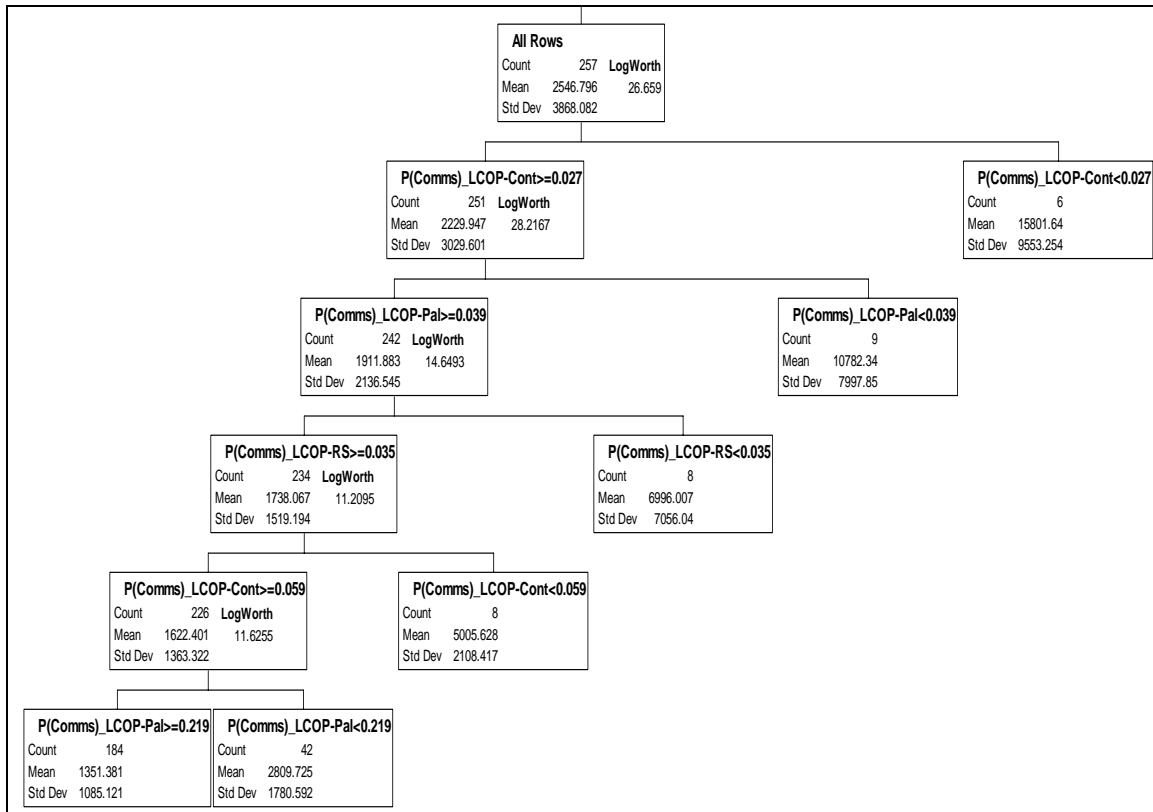 All Rows
Count 257 LogWorth
Mean 2546.796 26.659
Std Dev 3868.082
P(Comms)_LCOP-Cont>=0.027
Count 251 LogWorth
Mean 2229.947 28.2167
Std Dev 3029.601
P(Comms)_LCOP-Cont<0.027
Count 6
Mean 15801.64
Std Dev 9553.254
P(Comms)_LCOP-Pal>=0.039
Count 242 LogWorth
Mean 1911.883 14.6493
Std Dev 2136.545
P(Comms)_LCOP-Pal<0.039
Count 9
Mean 10782.34
Std Dev 7997.85
P(Comms)_LCOP-RS>=0.035
Count 234 LogWorth
Mean 1738.067 11.2095
Std Dev 1519.194
P(Comms)_LCOP-RS<0.035
Count 8
Mean 6996.007
Std Dev 7056.04
P(Comms)_LCOP-Cont>=0.059
Count 226 LogWorth
Mean 1622.401 11.6255
Std Dev 1363.322
P(Comms)_LCOP-Cont<0.059
Count 8
Mean 5005.628
Std Dev 2108.417
P(Comms)_LCOP-Pal>=0.219
Count 184
Mean 1351.381
Std Dev 1085.121
P(Comms)_LCOP-Pal<0.219
Count 42
Mean 2809.725
Std Dev 1780.592